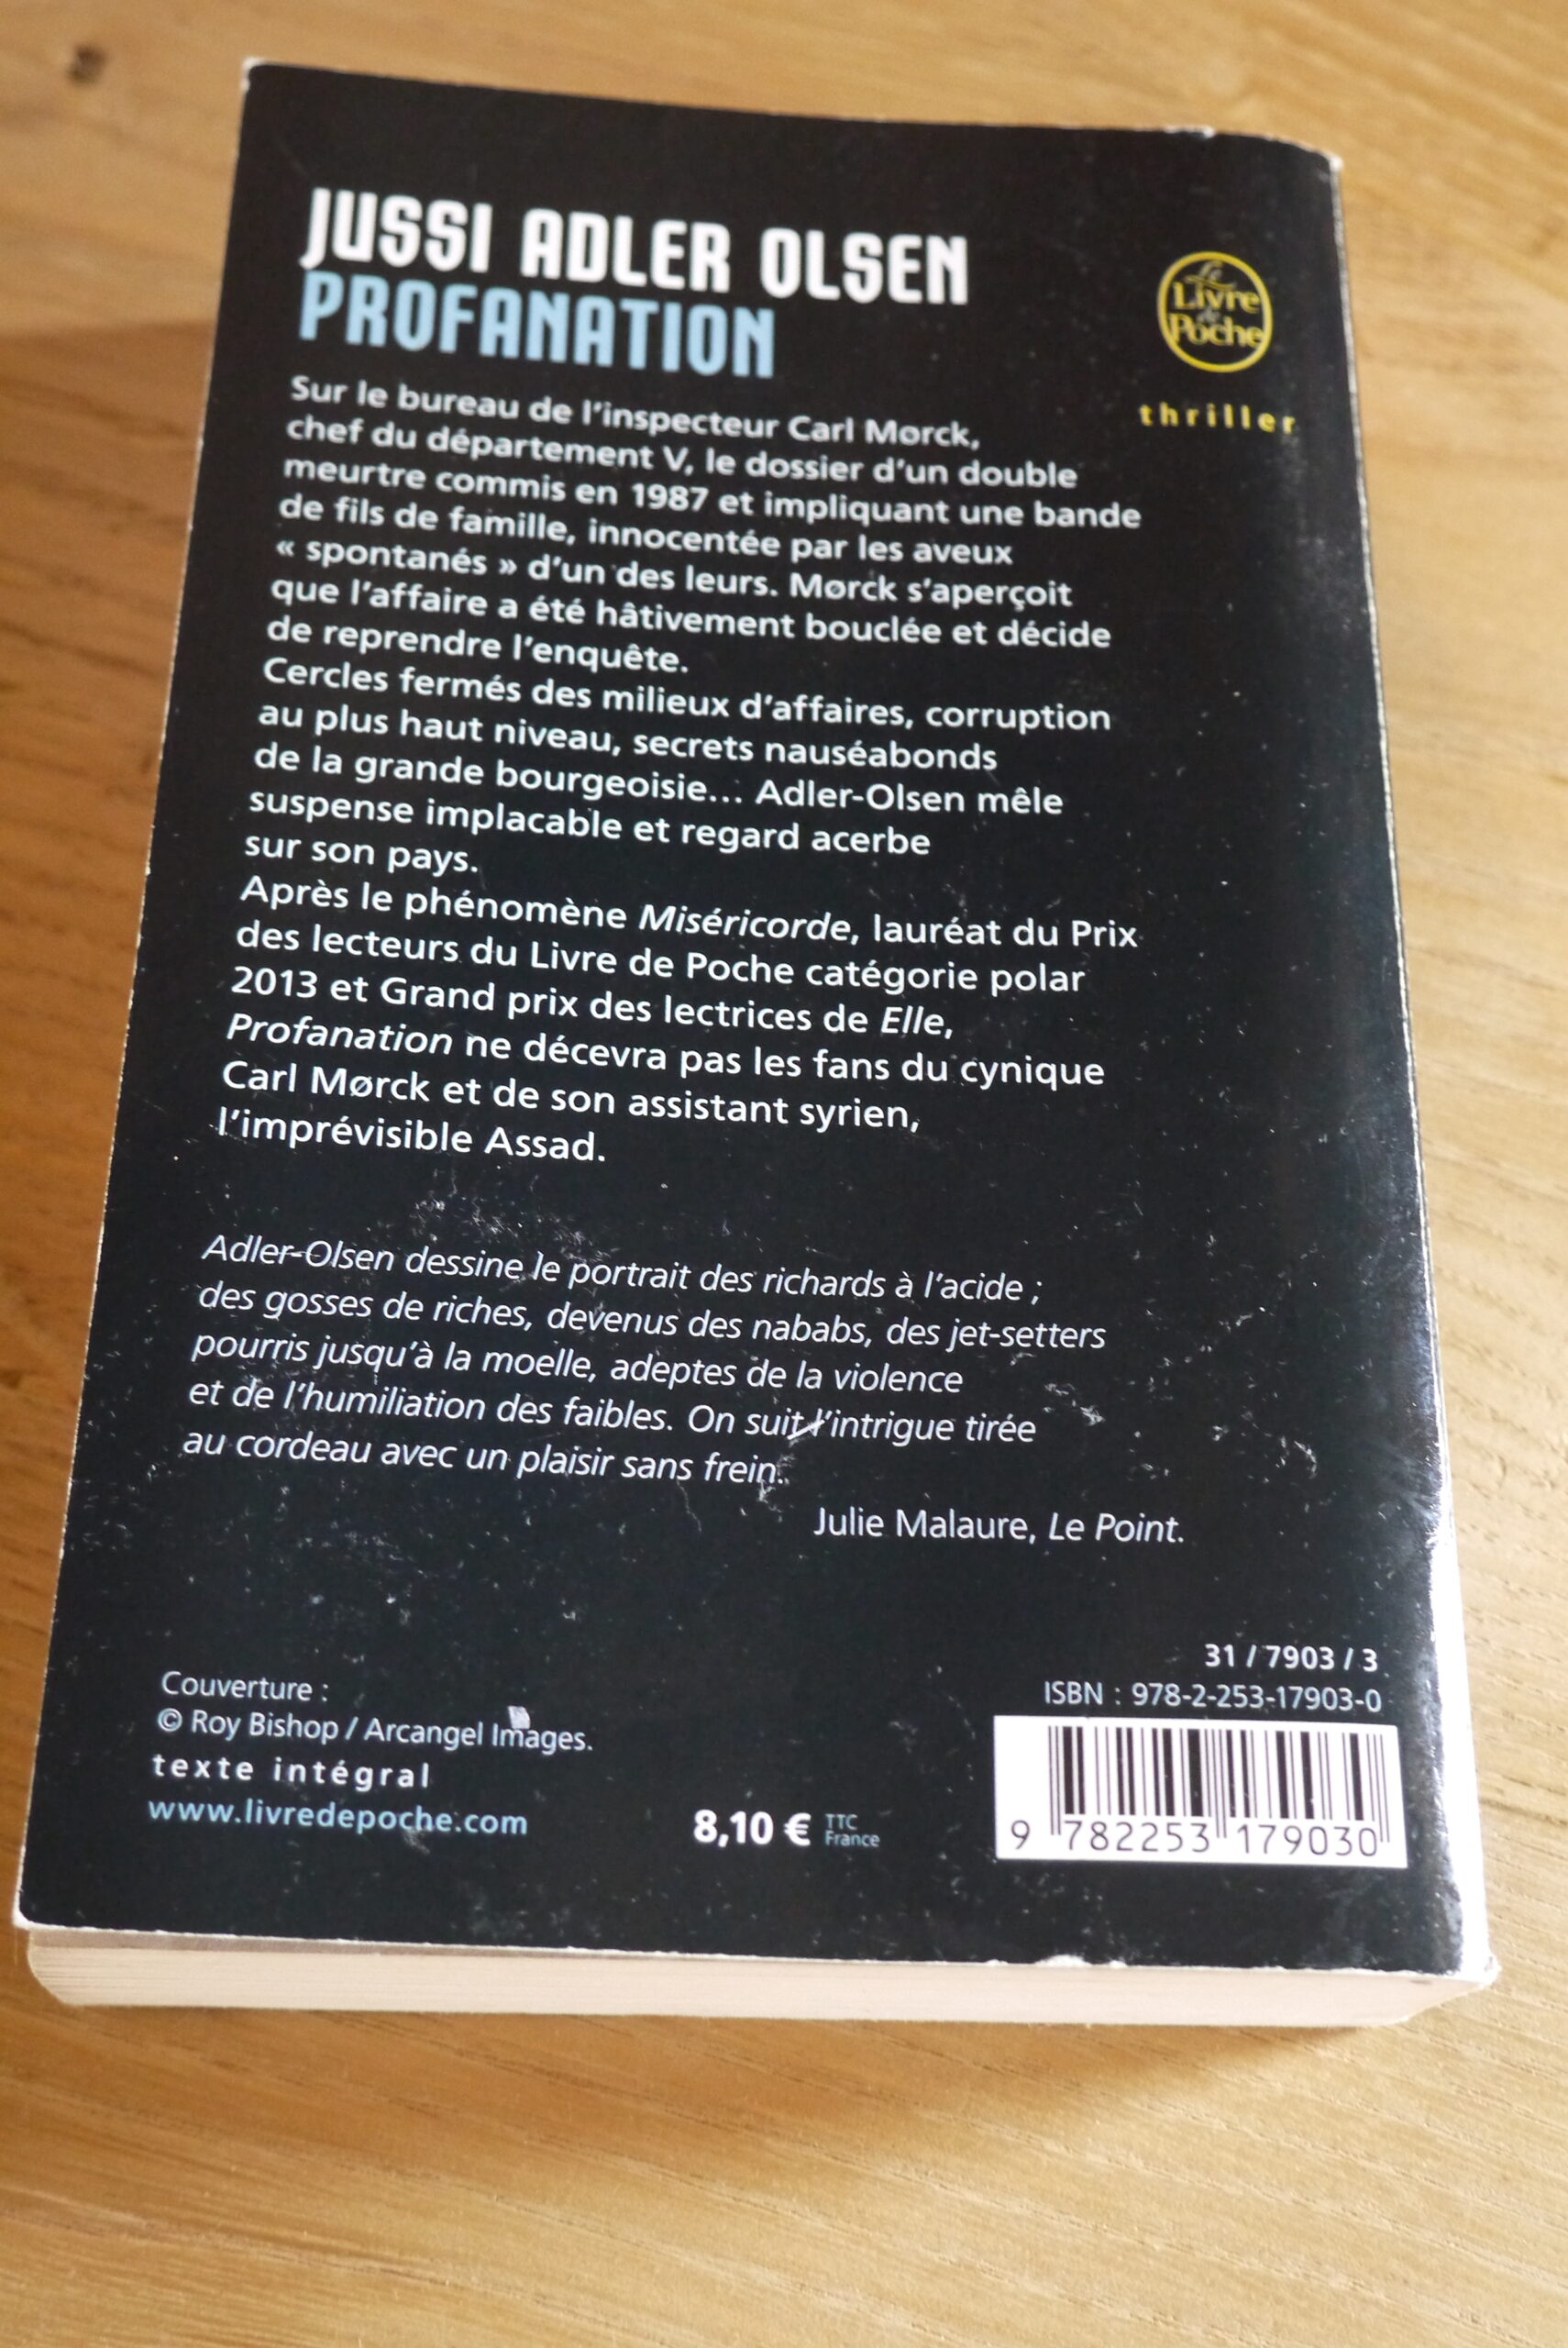 JUSSI ADLER OLSEN
PROFANATION
Le
Livre
de
Poche
thriller
Sur le bureau de l'inspecteur Carl Mørck,
chef du département V, le dossier d'un double
meurtre commis en 1987 et impliquant une bande
de fils de famille, innocentée par les aveux
« spontanés » d'un des leurs. Mørck s'aperçoit
que l'affaire a été hâtivement bouclée et décide
de reprendre l'enquête.
Cercles fermés des milieux d'affaires, corruption
au plus haut niveau, secrets nauséabonds
de la grande bourgeoisie... Adler-Olsen mêle
suspense implacable et regard acerbe
sur son pays.
Après le phénomène Miséricorde, lauréat du Prix
des lecteurs du Livre de Poche catégorie polar
2013 et Grand prix des lectrices de Elle,
Profanation ne décevra pas les fans du cynique
Carl Mørck et de son assistant syrien,
l'imprévisible Assad.
Adler-Olsen dessine le portrait des richards à l'acide ;
des gosses de riches, devenus des nababs, des jet-setters
pourris jusqu'à la moelle, adeptes de la violence
et de l'humiliation des faibles. On suit l'intrigue tirée
au cordeau avec un plaisir sans frein.
Julie Malaure, Le Point.
Couverture :
© Roy Bishop / Arcangel Images.
texte intégral
www.livredepoche.com
8,10 € TTC
France
31 / 7903 / 3
ISBN : 978-2-253-17903-0
9 782253 179030